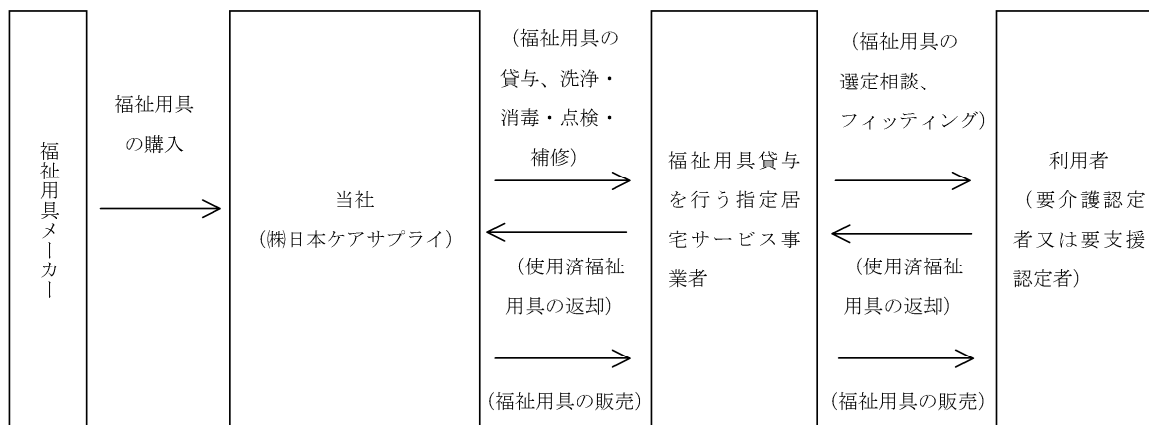 福祉用具メーカー
福祉用具
の購入
当社
（㈱日本ケアサプライ）
（福祉用具の
貸与、洗浄・
消毒・点検・
補修）
（使用済福祉
用具の返却）
（福祉用具の販売）
福祉用具貸与
を行う指定居
宅サービス事
業者
（福祉用具の
選定相談、
フィッティング）
（使用済福祉
用具の返却）
（福祉用具の販売）
利用者
（要介護認定
者又は要支援
認定者）